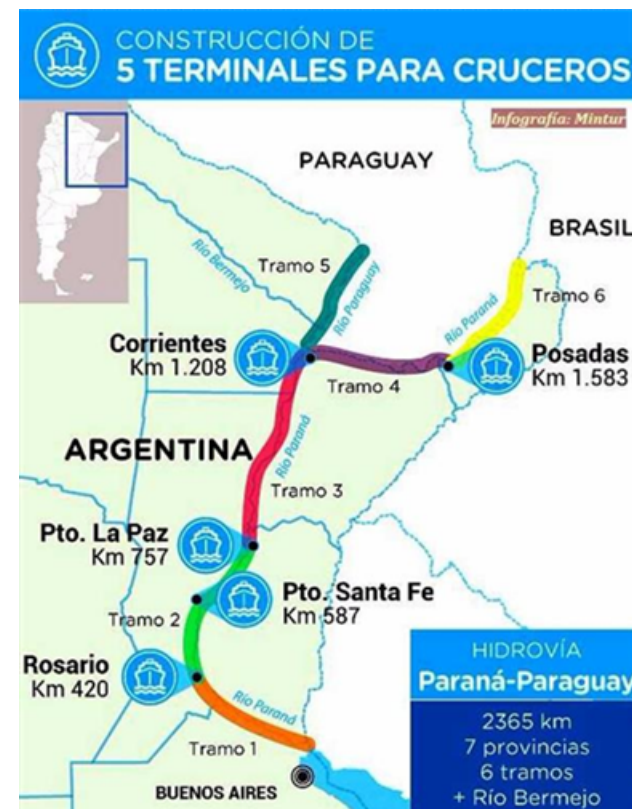 CONSTRUCCIÓN DE
5 TERMINALES PARA CRUCEROS
Infografía: Mintur
PARAGUAY
BRASIL
Río Bermejo
Tramo 5
Río Paraguay
Río Paraná
Tramo 6
Corrientes
Km 1.208
Posadas
Km 1.583
Tramo 4
ARGENTINA
Río Paraná
Tramo 3
Pto. La Paz
Km 757
Pto. Santa Fe
Km 587
Tramo 2
Rosario
Km 420
Río Paraná
Tramo 1
BUENOS AIRES
HIDROVÍA
Paraná-Paraguay
2365 km
7 provincias
6 tramos
+ Río Bermejo